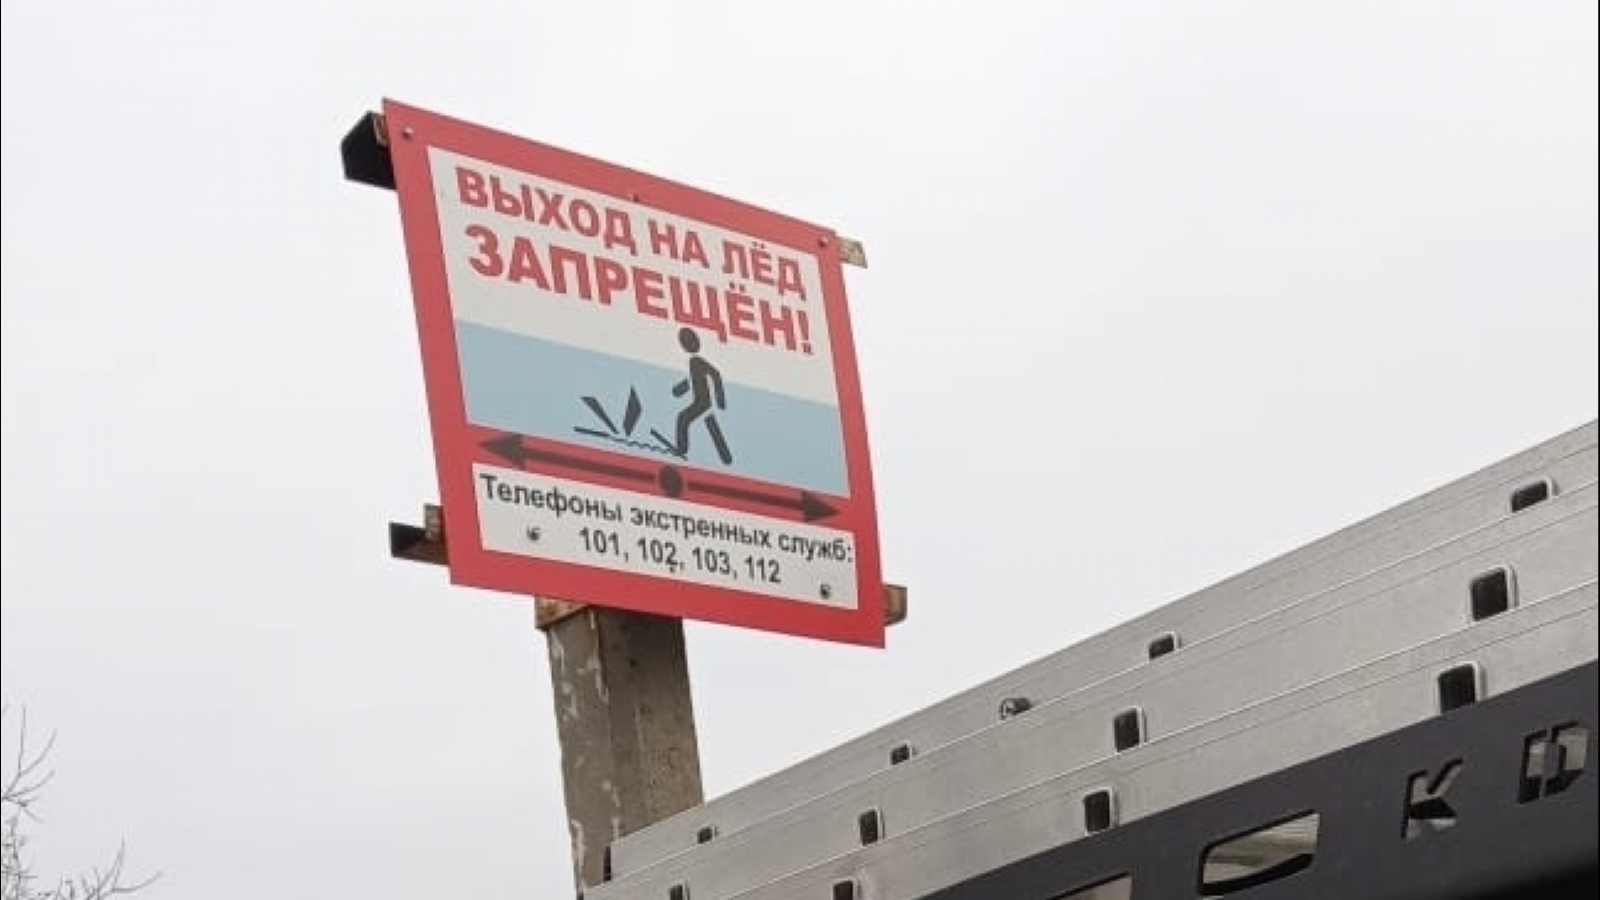 ВЫХОД НА ЛЁД
ЗАПРЕЩЁН!
Телефоны экстренных служб:
101, 102, 103, 112